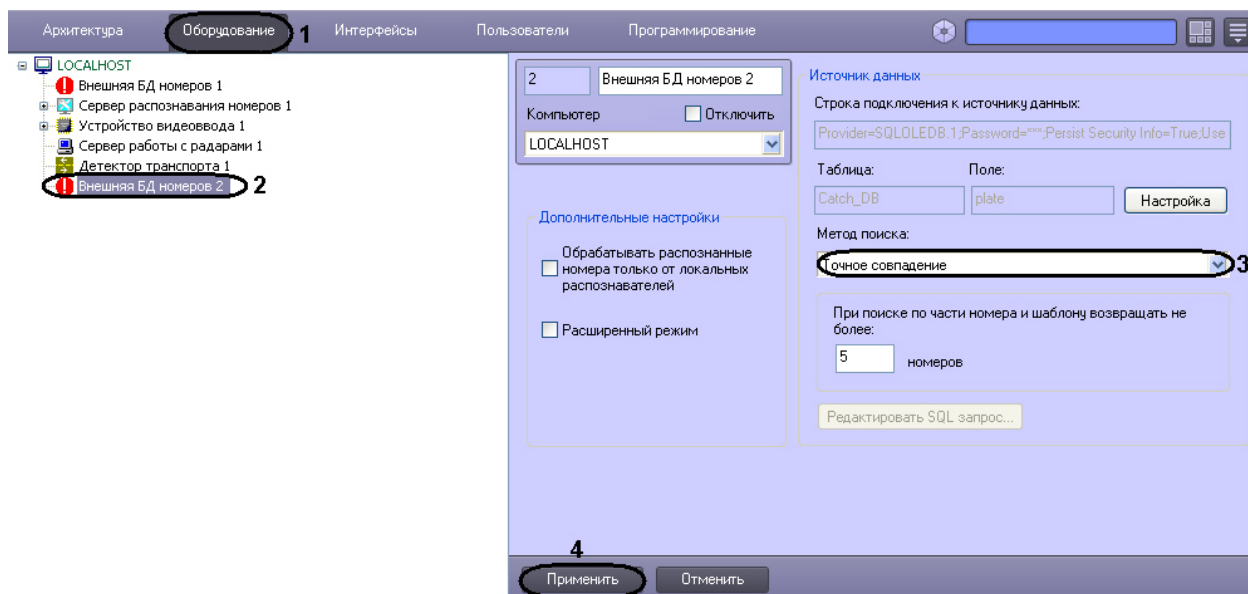 Архитектура Оборудование 1 Интерфейсы Пользователи Программирование
LOCALHOST
Внешняя БД номеров 1
Сервер распознавания номеров 1
Устройство видеоввода 1
Сервер работы с радарами 1
Детектор транспорта 1
Внешняя БД номеров 2 2
2 Внешняя БД номеров 2
Компьютер Отключить
LOCALHOST
Дополнительные настройки
Обрабатывать распознанные
номера только от локальных
распознавателей
Расширенный режим
Источник данных
Строка подключения к источнику данных:
Provider=SQLOLEDB.1;Password=***;Persist Security Info=True;Use
Таблица: Поле:
Catch_DB plate Настройка
Метод поиска:
Точное совпадение 3
При поиске по части номера и шаблону возвращать не
более:
5 номеров
Редактировать SQL запрос...
4
Применить Отменить